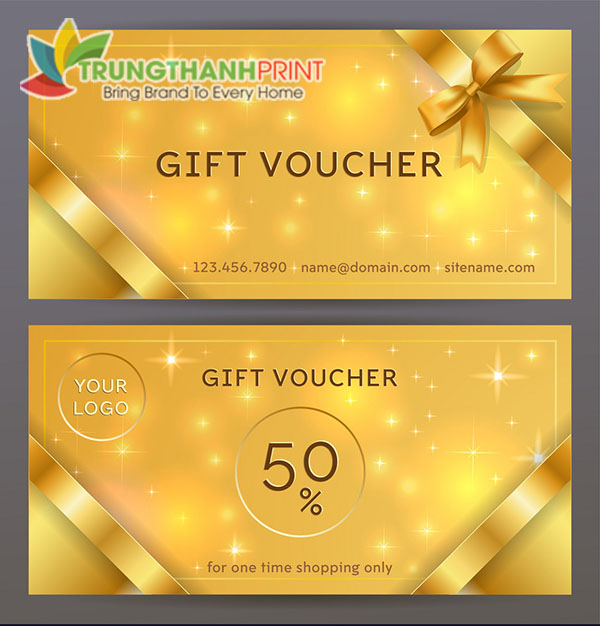 TRUNGTHANHPRINT
Bring Brand To Every Home
GIFT VOUCHER
123.456.7890 name@domain.com sitename.com
YOUR
LOGO
GIFT VOUCHER
50
%
for one time shopping only